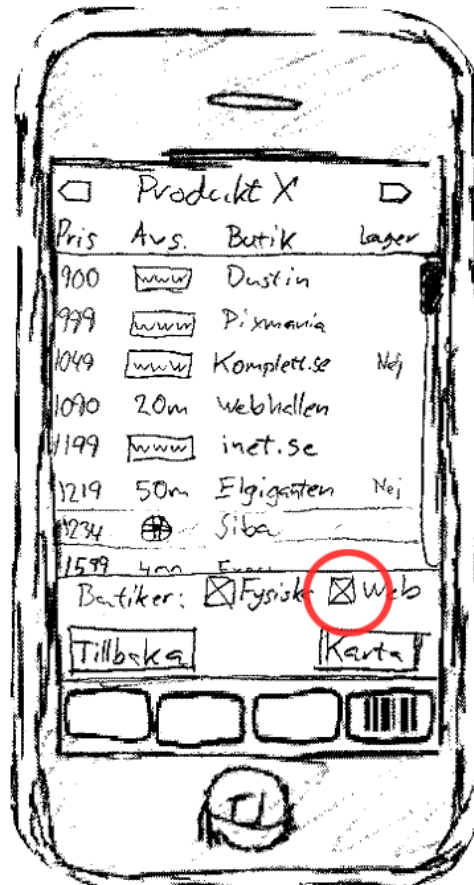 Produkt X
Pris Avs. Butik Lager
900 www Dustin
999 www Pixmania
1049 www Komplett.se Nej
1090 20m Webhallen
1199 www inet.se
1219 50m Elgiganten Nej
1234 Siba
1599
Butiker: Fysisk Web
Tillbaka Karta